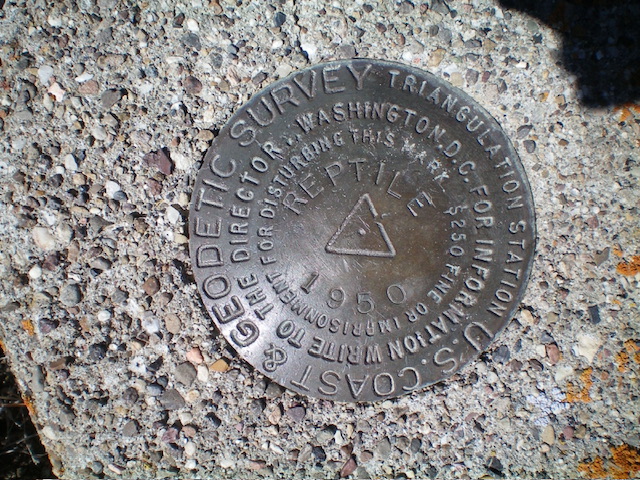 U.S. COAST & GEODETIC SURVEY TRIANGULATION STATION
FOR INFORMATION WRITE TO THE DIRECTOR. WASHINGTON. D.C.
$250 FINE OR IMPRISONMENT FOR DISTURBING THIS MARK.
REPTILE
1950